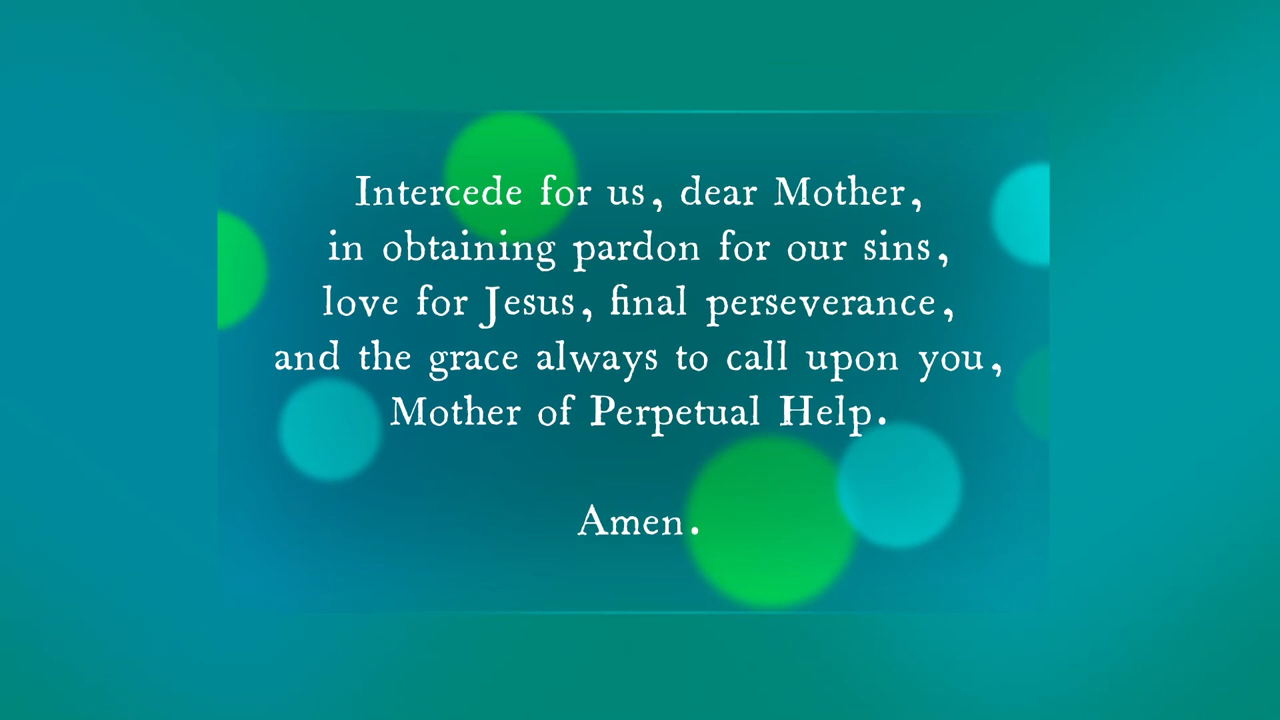 Intercede for us, dear Mother,
in obtaining pardon for our sins,
love for Jesus, final perseverance,
and the grace always to call upon you,
Mother of Perpetual Help.
Amen.